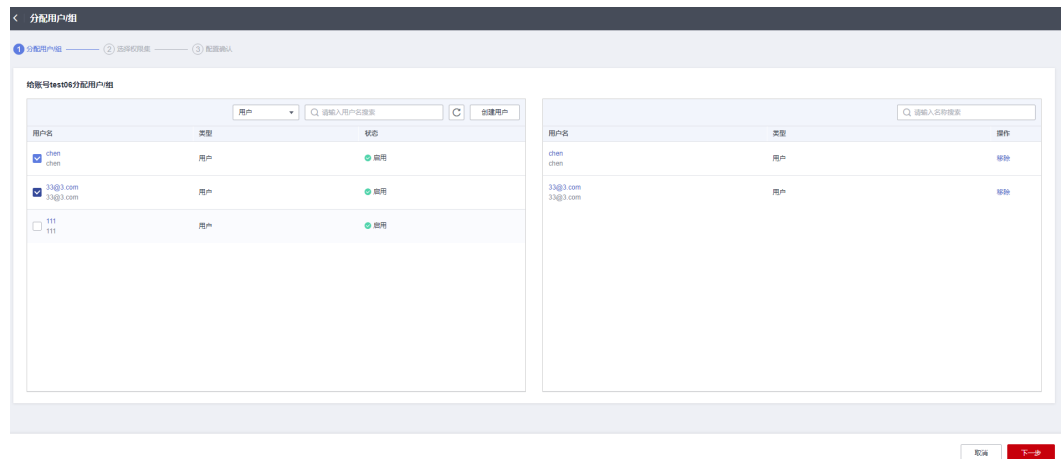 分配用户/组
1 分配用户/组 2 选择权限集 3 配置确认
给账号test06分配用户/组
用户 请输入用户名搜索 创建用户
用户名 类型 状态
chen
chen
用户 启用
33@3.com
33@3.com
用户 启用
111
111
用户 启用
请输入名称搜索
用户名 类型 操作
chen
chen
用户 移除
33@3.com
33@3.com
用户 移除
取消 下一步